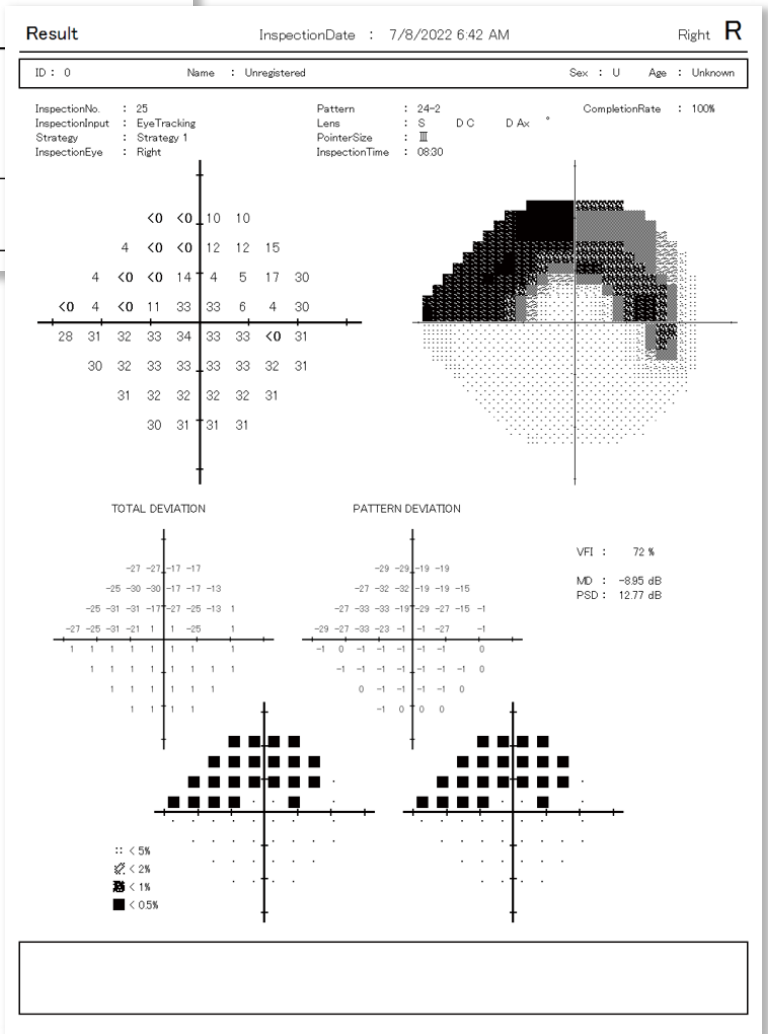 Result InspectionDate : 7/8/2022 6:42 AM Right R
ID : 0 Name : Unregistered Sex : U Age : Unknown
InspectionNo. : 25 Pattern : 24-2 CompletionRate : 100%
InspectionInput : EyeTracking Lens : S D C D Ax °
Strategy : Strategy 1 PointerSize : Ⅲ
InspectionEye : Right InspectionTime : 08:30
<0 <0 10 10
4 <0 <0 12 12 15
4 <0 <0 14 4 5 17 30
<0 4 <0 11 33 33 6 4 30
28 31 32 33 34 33 33 <0 31
30 32 33 33 33 33 32 31
31 32 32 32 32 31
30 31 31 31
TOTAL DEVIATION PATTERN DEVIATION
VFI : 72 %
MD : -8.95 dB
PSD : 12.77 dB
-27 -27 -17 -17
-25 -30 -30 -17 -17 -13
-25 -31 -31 -17 -27 -25 -13 1
-27 -25 -31 -21 1 1 -25 1
1 1 1 1 1 1 1 1
1 1 1 1 1 1 1 1
1 1 1 1 1 1
1 1 1 1
-29 -29 -19 -19
-27 -32 -32 -19 -19 -15
-27 -33 -33 -19 -29 -27 -15 -1
-29 -27 -33 -23 -1 -1 -27 -1
-1 0 -1 -1 -1 -1 -1 0
-1 -1 -1 -1 -1 -1 -1 0
0 -1 -1 -1 -1 0
-1 0 0 0
< 5%
< 2%
< 1%
< 0.5%